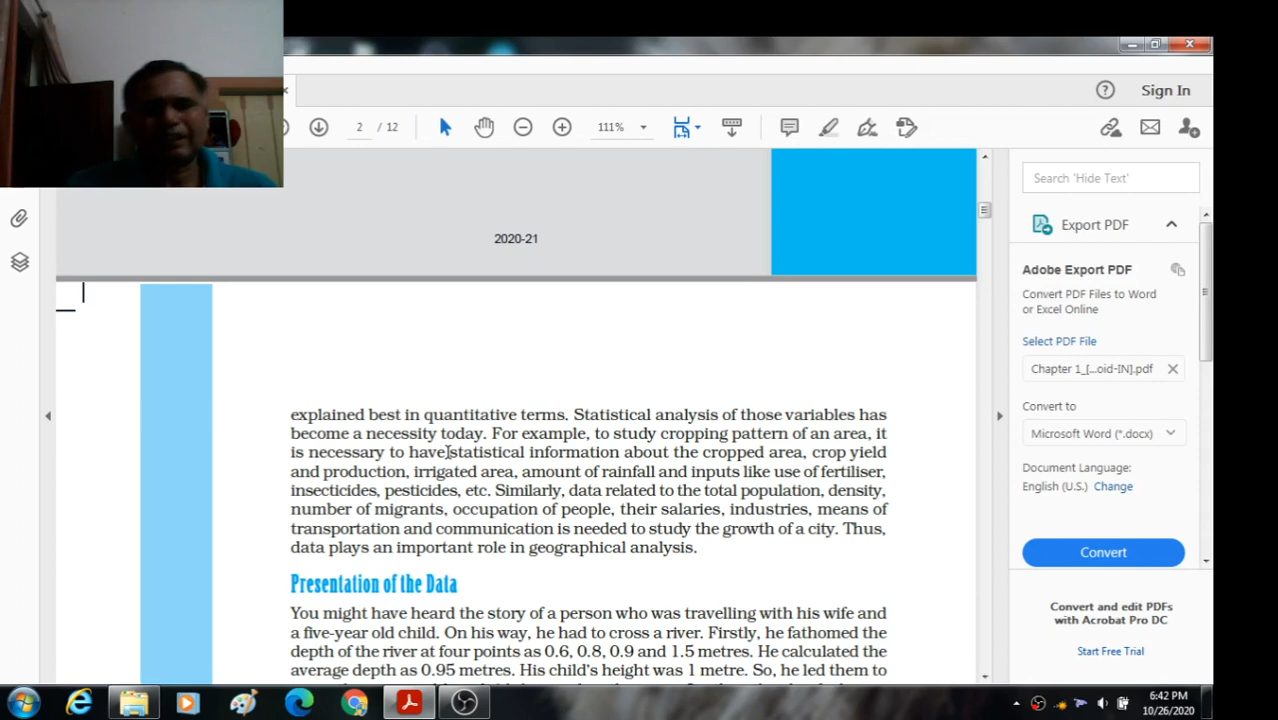 Sign In
2 / 12
111%
Search 'Hide Text'
2020-21
Export PDF
Adobe Export PDF
Convert PDF Files to Word
or Excel Online
Select PDF File
Chapter 1_[...oid-IN].pdf
Convert to
Microsoft Word (*.docx)
Document Language:
English (U.S.) Change
Convert
Convert and edit PDFs
with Acrobat Pro DC
Start Free Trial
explained best in quantitative terms. Statistical analysis of those variables has
become a necessity today. For example, to study cropping pattern of an area, it
is necessary to have statistical information about the cropped area, crop yield
and production, irrigated area, amount of rainfall and inputs like use of fertiliser,
insecticides, pesticides, etc. Similarly, data related to the total population, density,
number of migrants, occupation of people, their salaries, industries, means of
transportation and communication is needed to study the growth of a city. Thus,
data plays an important role in geographical analysis.
Presentation of the Data
You might have heard the story of a person who was travelling with his wife and
a five-year old child. On his way, he had to cross a river. Firstly, he fathomed the
depth of the river at four points as 0.6, 0.8, 0.9 and 1.5 metres. He calculated the
average depth as 0.95 metres. His child's height was 1 metre. So, he led them to
6:42 PM
10/26/2020